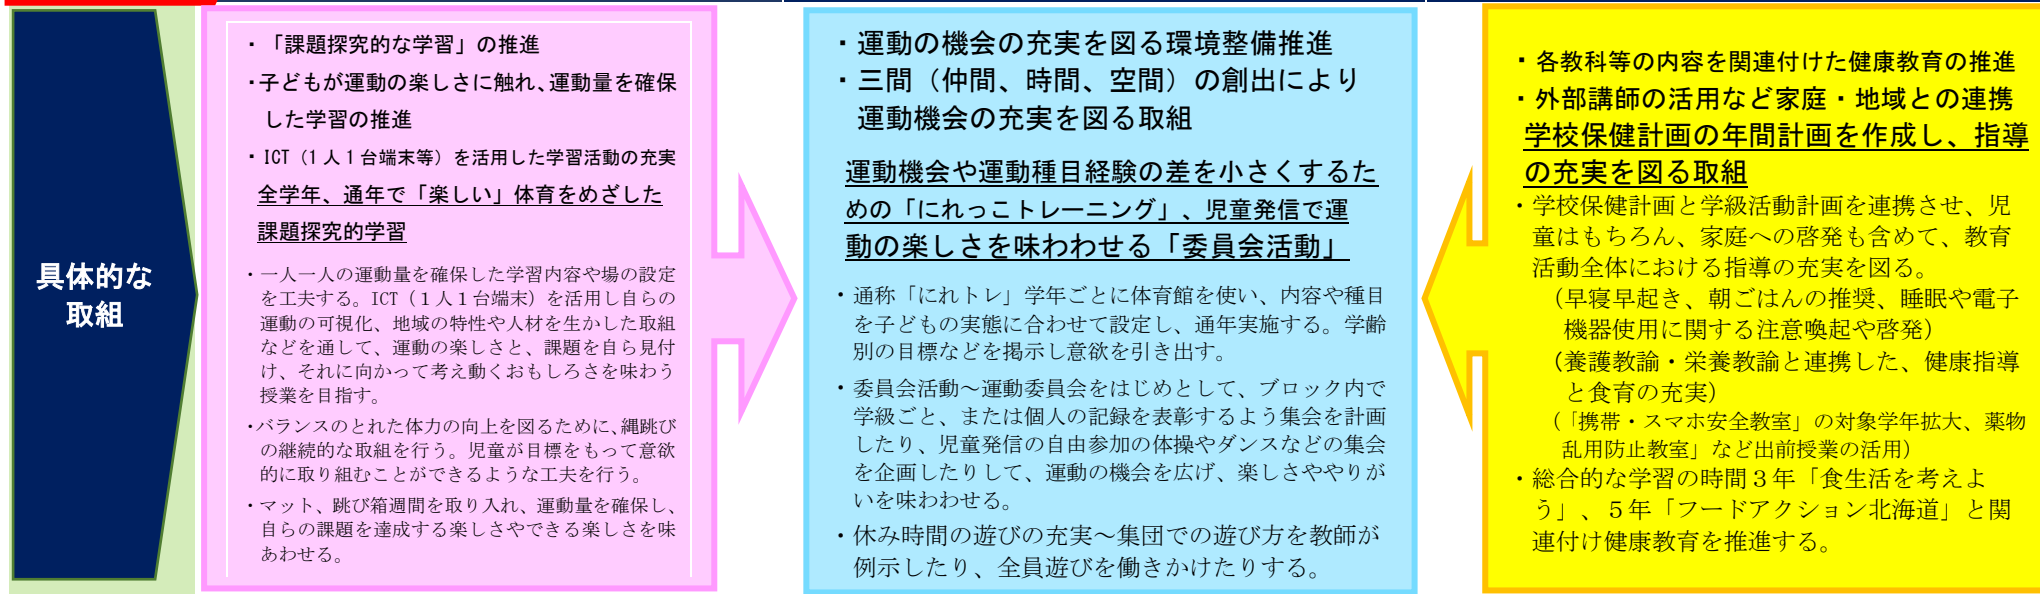 具体的な
取組
・「課題探究的な学習」の推進
・子どもが運動の楽しさに触れ、運動量を確保
した学習の推進
・ICT（1人1台端末等）を活用した学習活動の充実
全学年、通年で「楽しい」体育をめざした
課題探究的学習
・一人一人の運動量を確保した学習内容や場の設定
を工夫する。ICT（1人1台端末）を活用し自らの
運動の可視化、地域の特性や人材を生かした取組
などを通して、運動の楽しさと、課題を自ら見付
け、それに向かって考え動くおもしろさを味わう
授業を目指す。
・バランスのとれた体力の向上を図るために、縄跳び
の継続的な取組を行う。児童が目標をもって意欲
的に取り組むことができるような工夫を行う。
・マット、跳び箱週間を取り入れ、運動量を確保し、
自らの課題を達成する楽しさやできる楽しさを味
あわせる。
・運動の機会の充実を図る環境整備推進
・三間（仲間、時間、空間）の創出により
運動機会の充実を図る取組
運動機会や運動種目経験の差を小さくするた
めの「にれっこトレーニング」、児童発信で運
動の楽しさを味わわせる「委員会活動」
・通称「にれトレ」学年ごとに体育館を使い、内容や種目
を子どもの実態に合わせて設定し、通年実施する。学齢
別の目標などを掲示し意欲を引き出す。
・委員会活動～運動委員会をはじめとして、ブロック内で
学級ごと、または個人の記録を表彰するよう集会を計画
したり、児童発信の自由参加の体操やダンスなどの集会
を企画したりして、運動の機会を広げ、楽しさややりが
いを味わわせる。
・休み時間の遊びの充実～集団での遊び方を教師が
例示したり、全員遊びを働きかけたりする。
・各教科等の内容を関連付けた健康教育の推進
・外部講師の活用など家庭・地域との連携
学校保健計画の年間計画を作成し、指導
の充実を図る取組
・学校保健計画と学級活動計画を連携させ、児
童はもちろん、家庭への啓発も含めて、教育
活動全体における指導の充実を図る。
（早寝早起き、朝ごはんの推奨、睡眠や電子
機器使用に関する注意喚起や啓発）
（養護教諭・栄養教諭と連携した、健康指導
と食育の充実）
（「携帯・スマホ安全教室」の対象学年拡大、薬物
乱用防止教室」など出前授業の活用）
・総合的な学習の時間３年「食生活を考えよ
う」、５年「フードアクション北海道」と関
連付け健康教育を推進する。